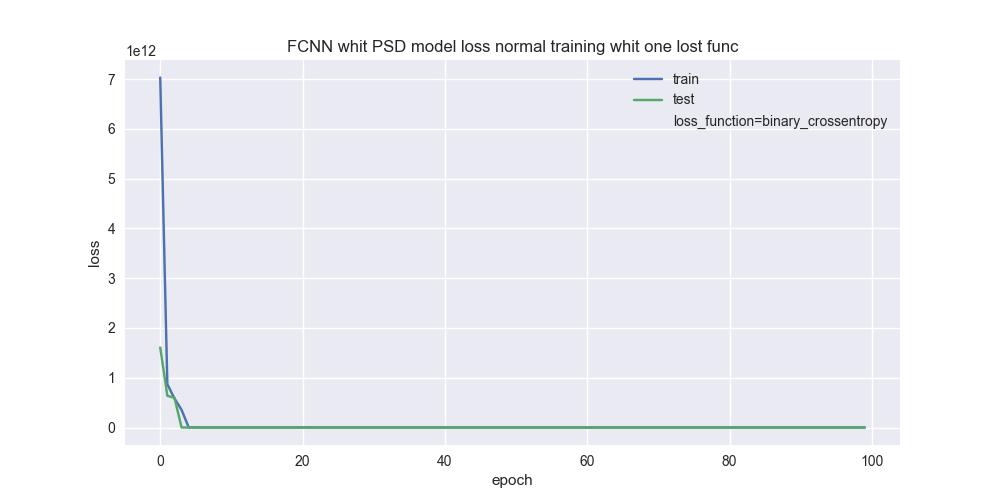 FCNN whit PSD model loss normal training whit one lost func
1e12
train
test
loss_function=binary_crossentropy
7
6
5
4
3
2
1
0
loss
0
20
40
60
80
100
epoch